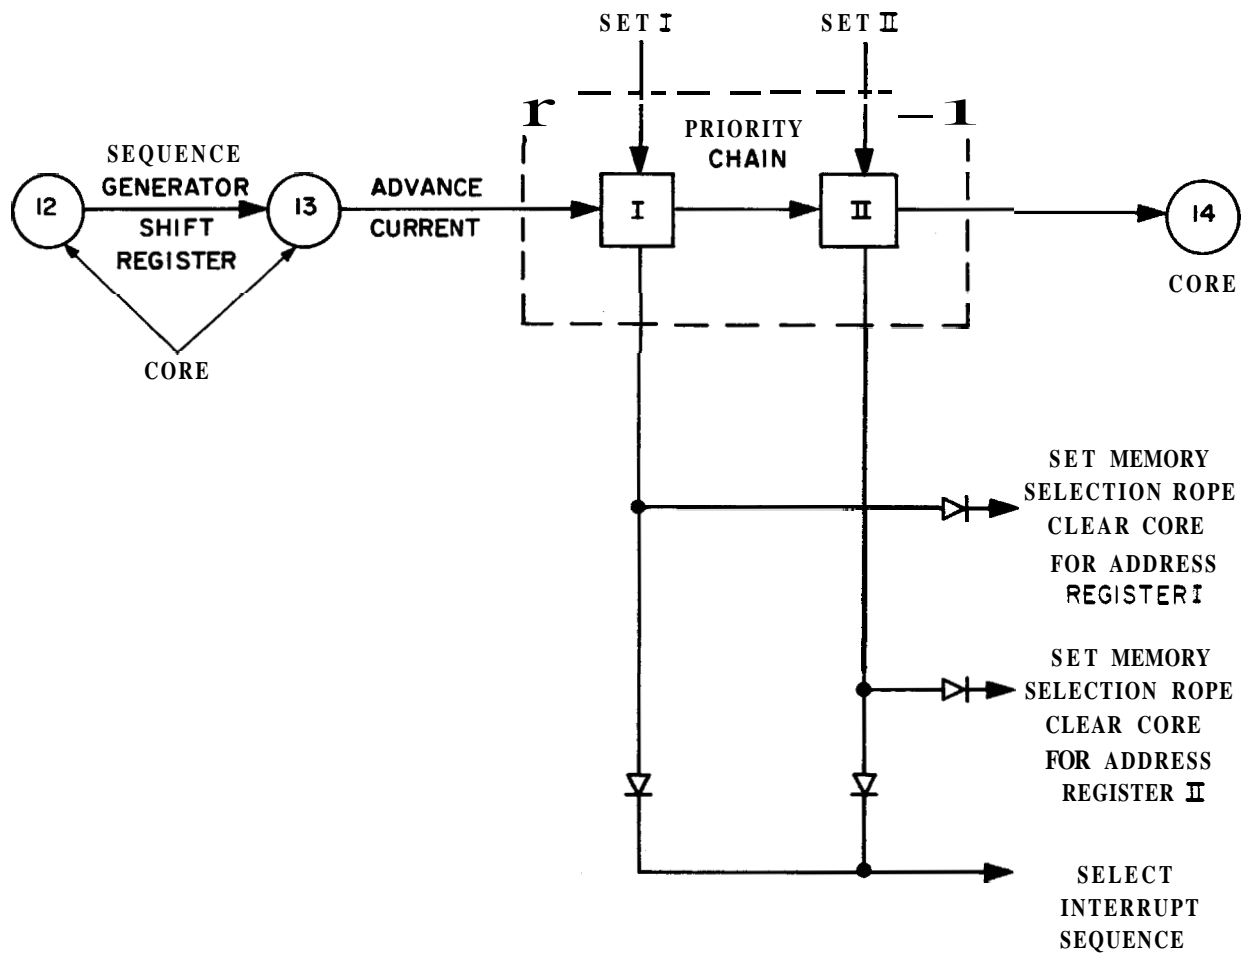 SET I
SET II
PRIORITY
CHAIN
SEQUENCE
GENERATOR
SHIFT
REGISTER
12
13
ADVANCE
CURRENT
I
II
14
CORE
CORE
SET MEMORY
SELECTION ROPE
CLEAR CORE
FOR ADDRESS
REGISTER I
SET MEMORY
SELECTION ROPE
CLEAR CORE
FOR ADDRESS
REGISTER II
SELECT
INTERRUPT
SEQUENCE